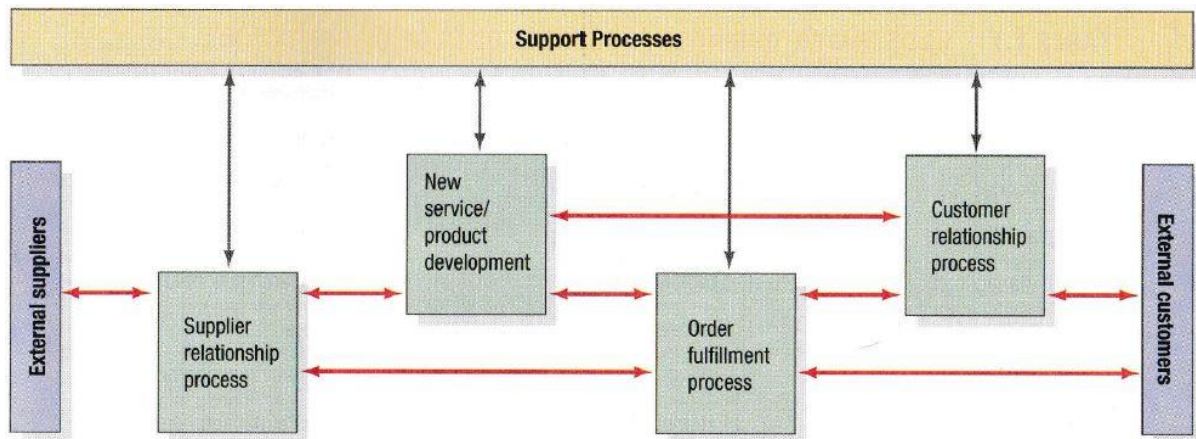 Support Processes
External suppliers
Supplier
relationship
process
New
service/
product
development
Order
fulfillment
process
Customer
relationship
process
External customers